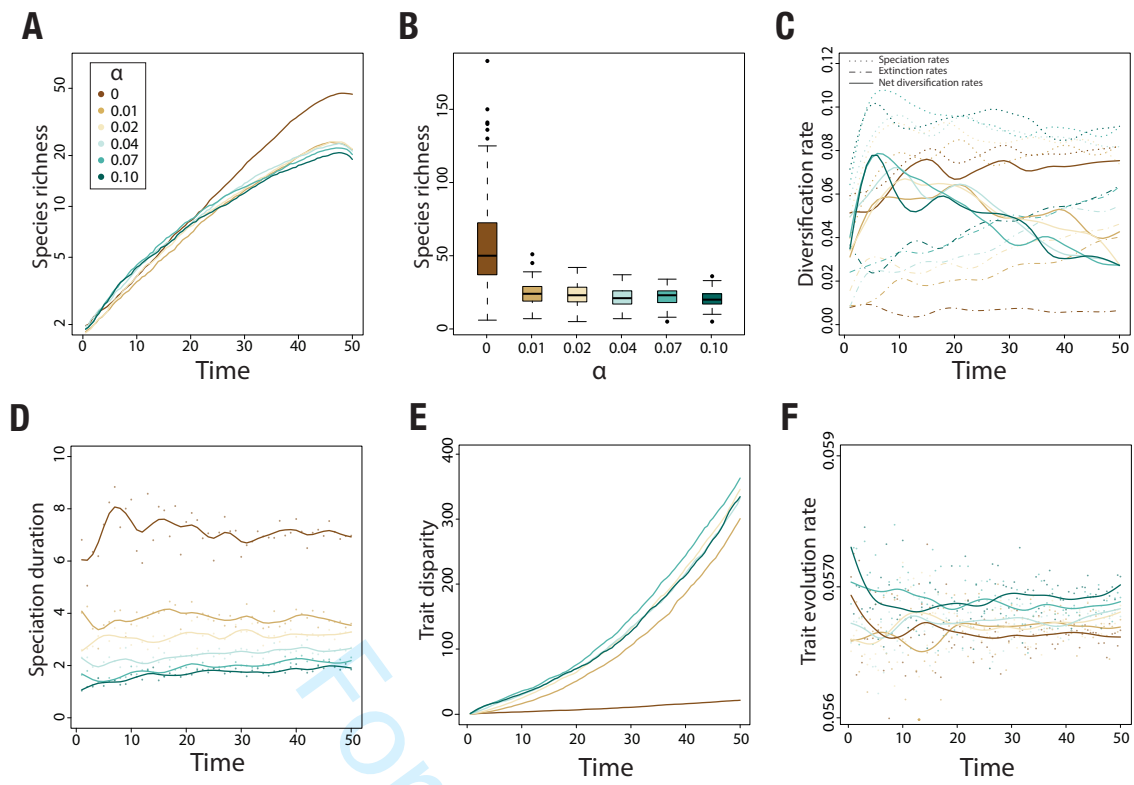 A
Species richness
50
20
10
5
2
α
0
0.01
0.02
0.04
0.07
0.10
0 10 20 30 40 50
Time
B
Species richness
150
100
50
0
0 0.01 0.02 0.04 0.07 0.10
α
C
Diversification rate
0.12
0.10
0.08
0.06
0.04
0.02
0.00
Speciation rates
Extinction rates
Net diversification rates
0 10 20 30 40 50
Time
D
Speciation duration
10
8
6
4
2
0
0 10 20 30 40 50
Time
E
Trait disparity
400
300
200
100
0
0 10 20 30 40 50
Time
F
Trait evolution rate
0.059
0.0570
0.056
0 10 20 30 40 50
Time
For